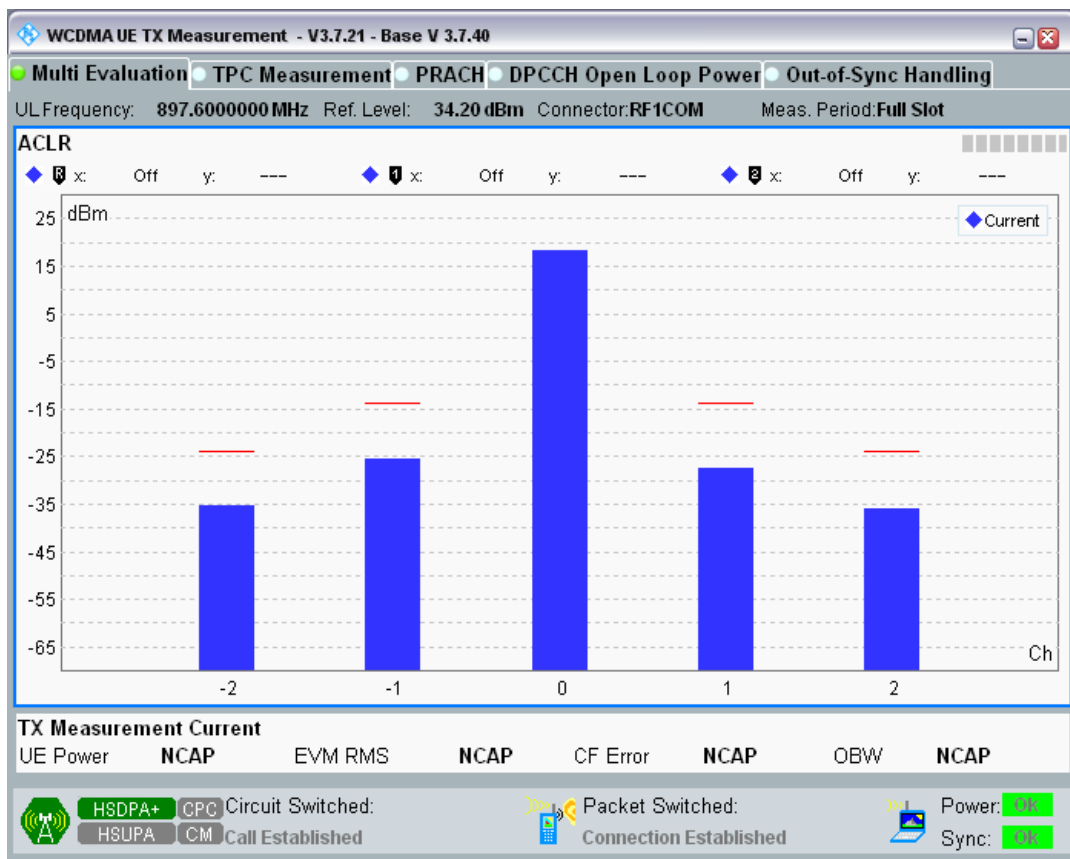 WCDMA UE TX Measurement - V3.7.21 - Base V 3.7.40
Multi Evaluation TPC Measurement PRACH DPCCH Open Loop Power Out-of-Sync Handling
UL Frequency: 897.6000000 MHz Ref. Level: 34.20 dBm Connector:RF1COM Meas. Period:Full Slot
ACLR
R x: Off y: --- 1 x: Off y: --- 2 x: Off y: ---
dBm
Current
25
15
5
-5
-15
-25
-35
-45
-55
-65
Ch
-2 -1 0 1 2
TX Measurement Current
UE Power NCAP EVM RMS NCAP CF Error NCAP OBW NCAP
HSDPA+ CPC Circuit Switched: Packet Switched: Power: OK
HSUPA CM Call Established Connection Established Sync: OK